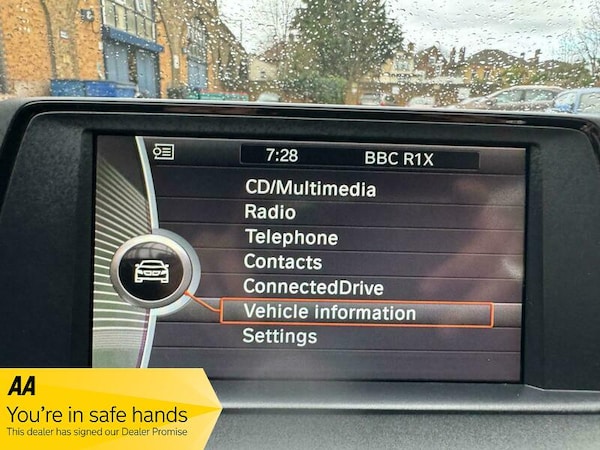 7:28 BBC R1X
CD/Multimedia
Radio
Telephone
Contacts
ConnectedDrive
Vehicle information
Settings
AA
You're in safe hands
This dealer has signed our Dealer Promise